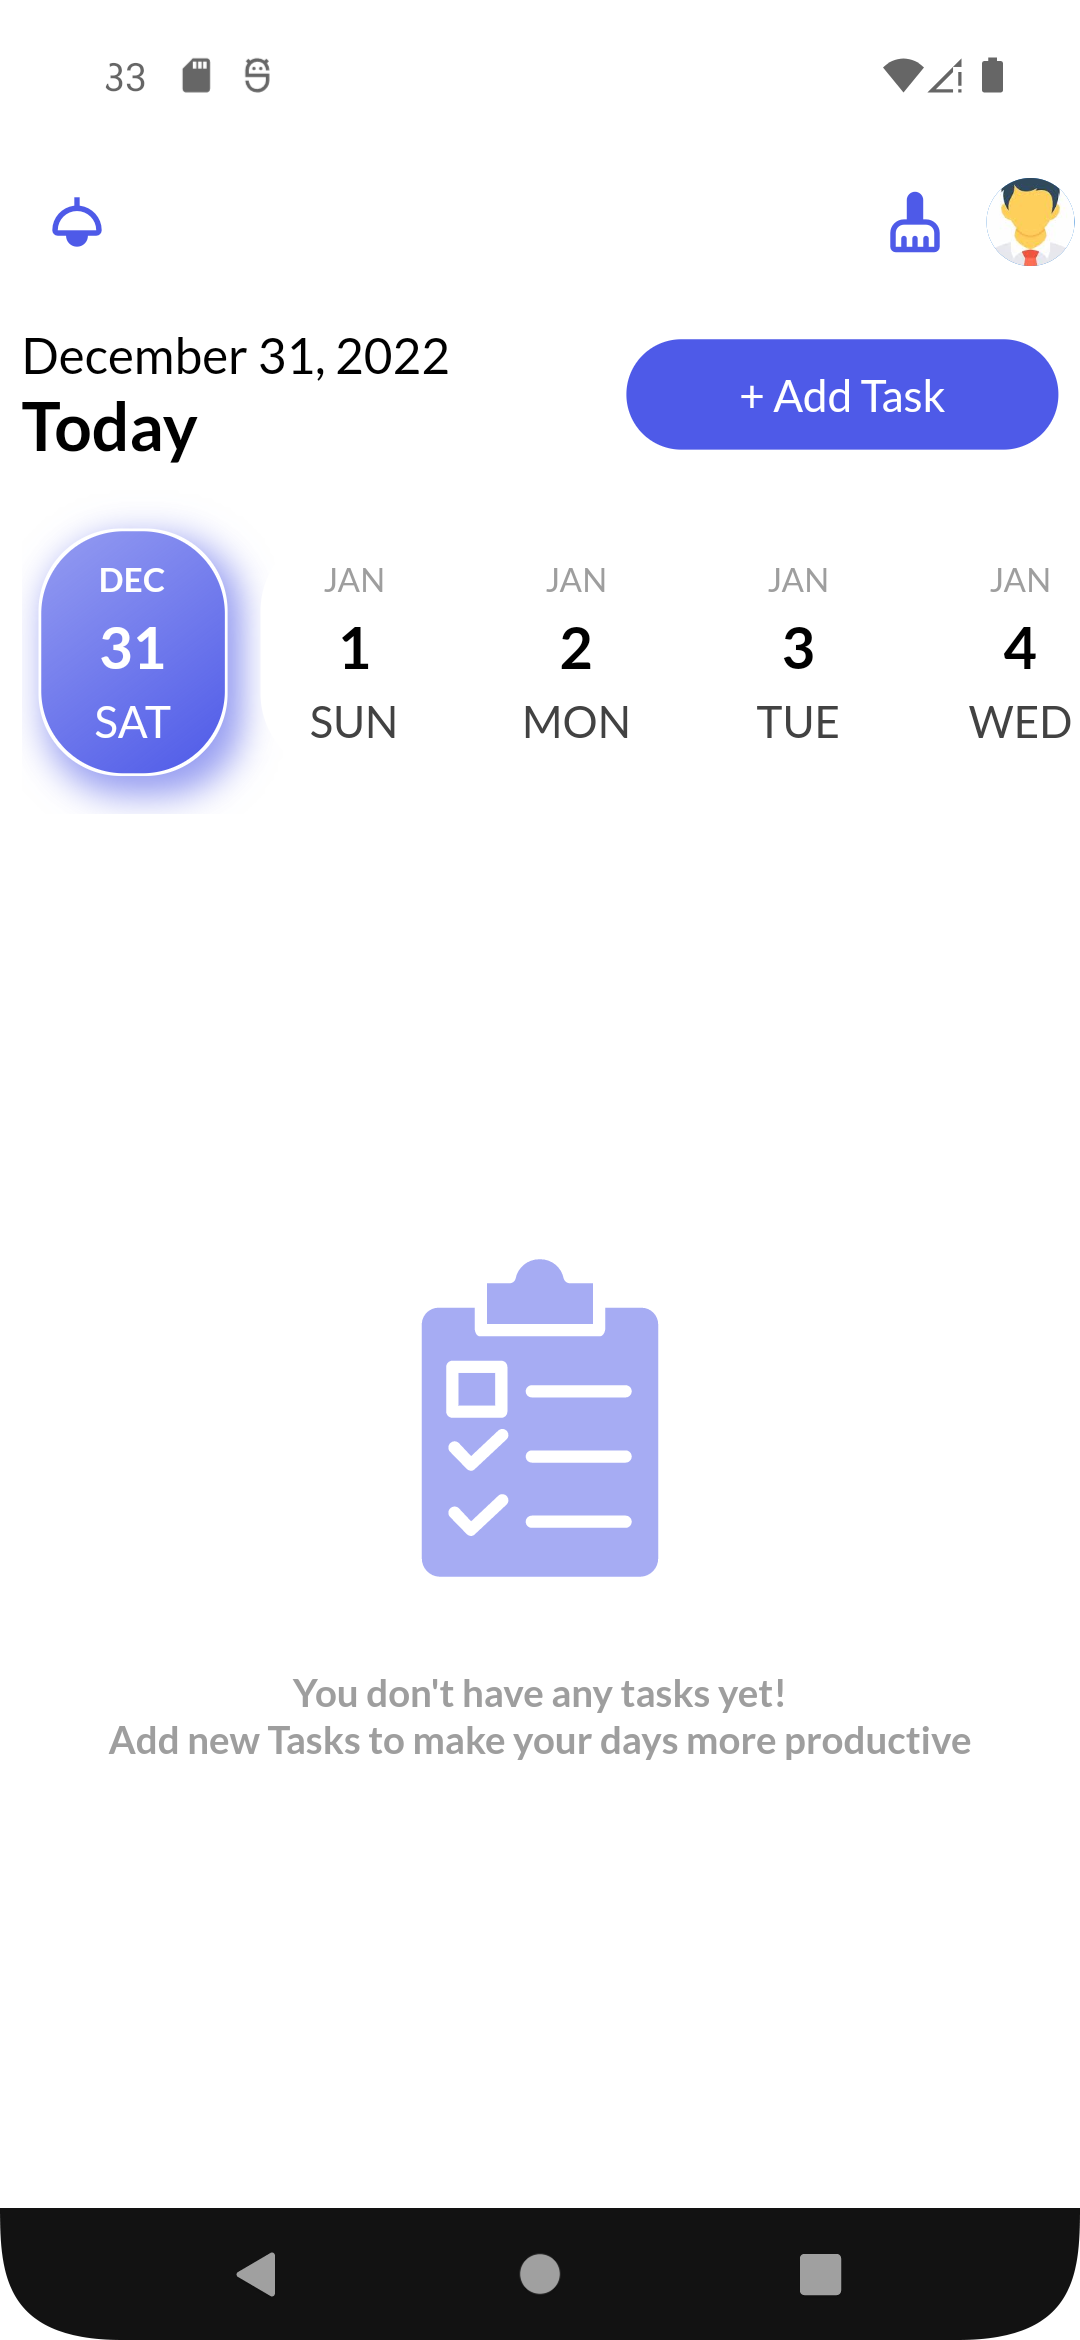 33
December 31, 2022
Today
+ Add Task
DEC
31
SAT
JAN
1
SUN
JAN
2
MON
JAN
3
TUE
JAN
4
WED
You don't have any tasks yet!
Add new Tasks to make your days more productive